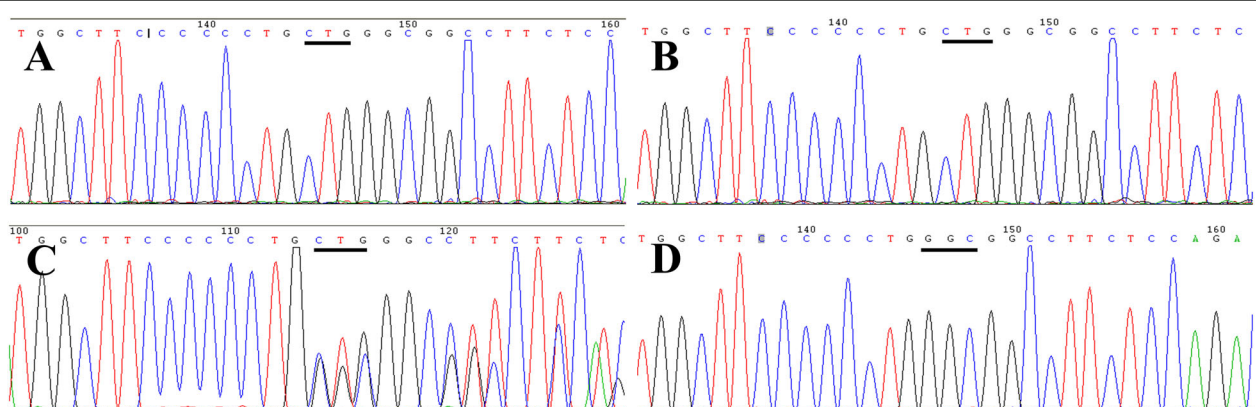 140 150 160
T G G C T T C C C C C C T G C T G G G C G G C C T T C T C C
A
140 150
T G G C T T C C C C C C T G C T G G G C G G C C T T C T C
B
100 110 120
T G G C T T C C C C C C T G C T G G G C C T T C T T C T C
C
140 150 160
T G G C T T C C C C C C T G G G C G G C C T T C T C C A G A
D